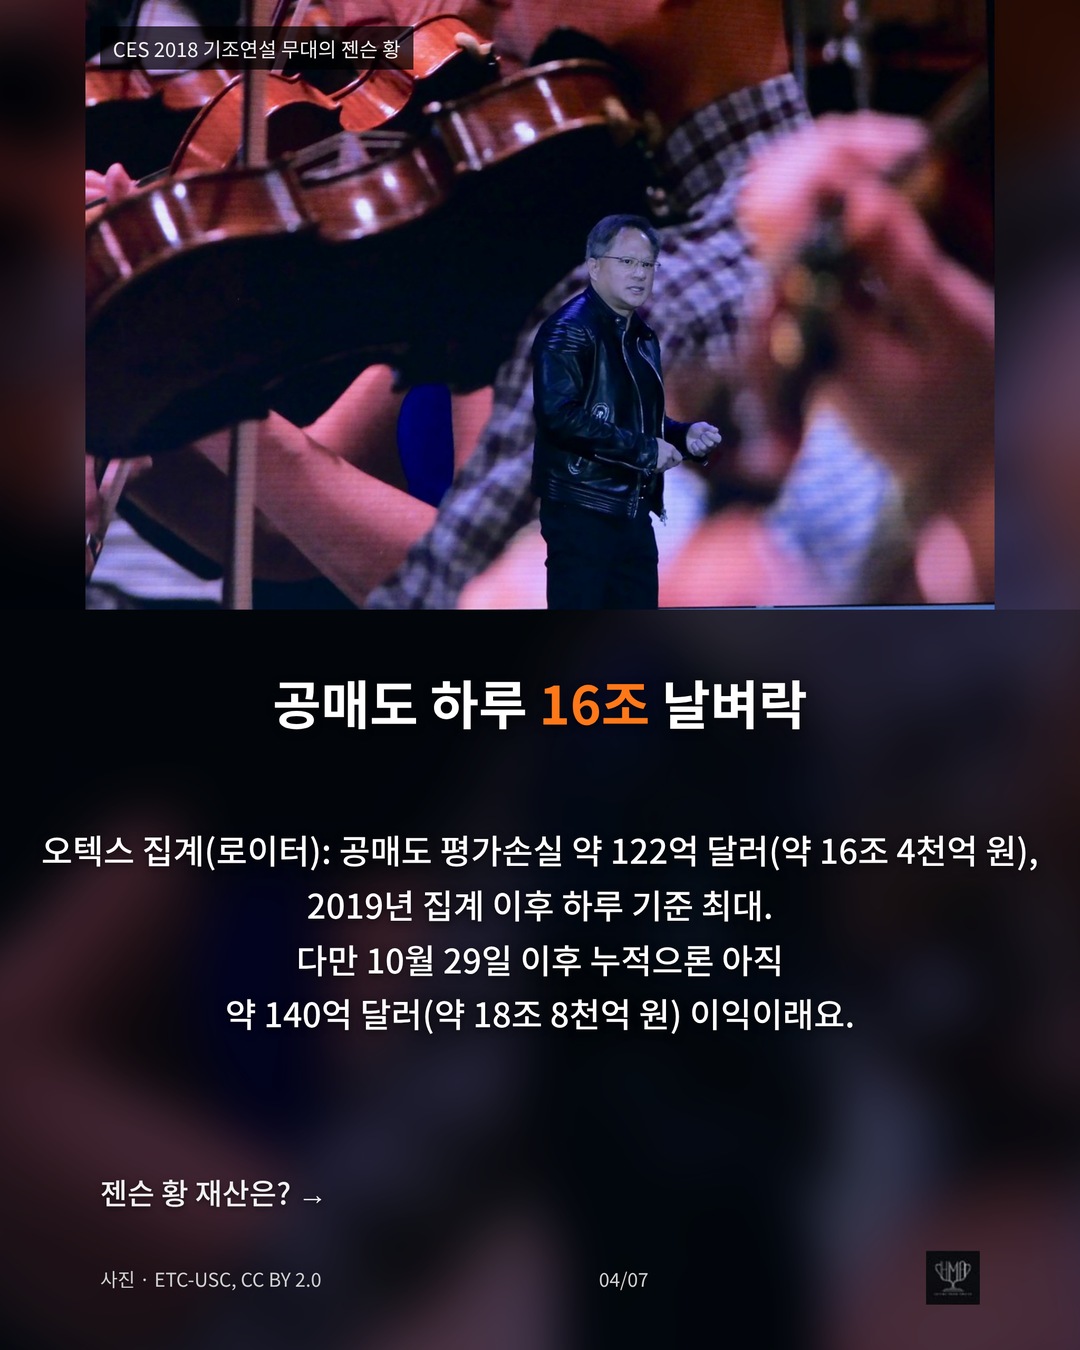 CES 2018 기조연설 무대의 젠슨 황
공매도 하루 16조 날벼락
오텍스 집계(로이터): 공매도 평가손실 약 122억 달러(약 16조 4천억 원),
2019년 집계 이후 하루 기준 최대.
다만 10월 29일 이후 누적으론 아직
약 140억 달러(약 18조 8천억 원) 이익이래요.
젠슨 황 재산은? →
사진 · ETC-USC, CC BY 2.0
04/07